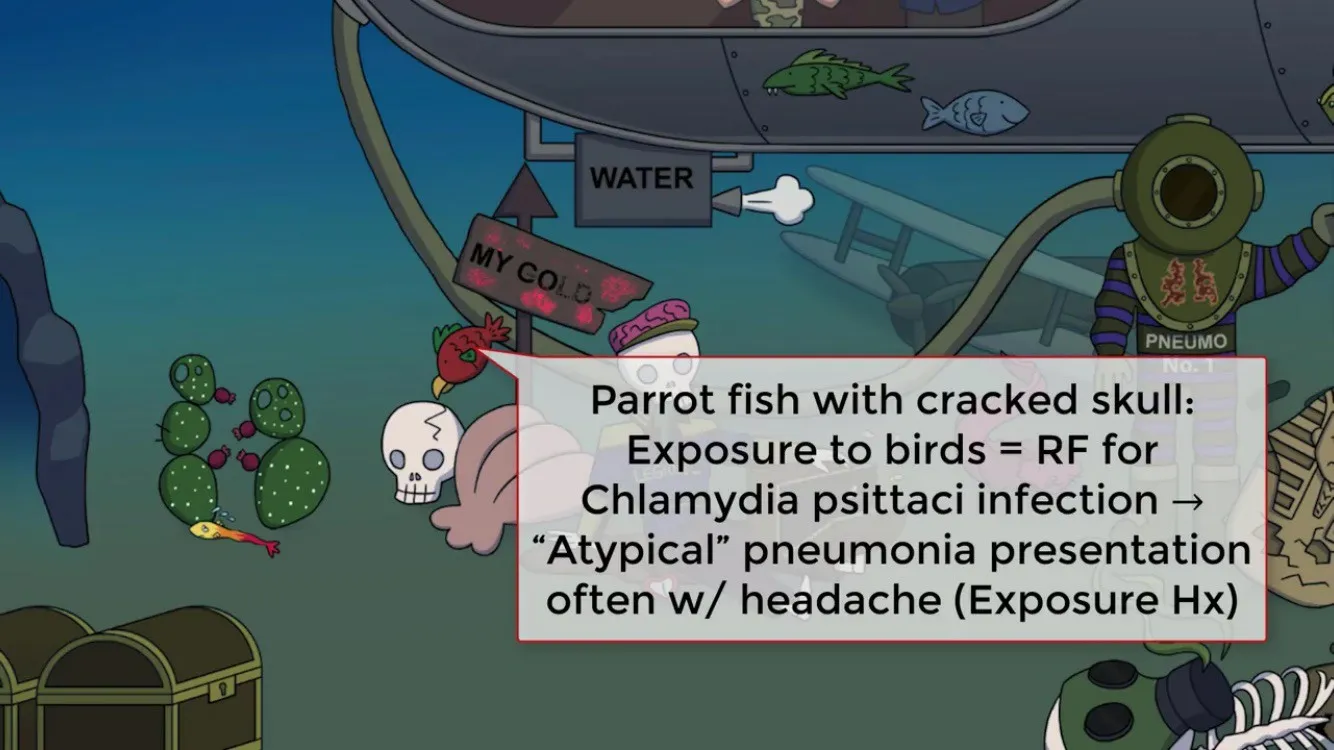 WATER
MY COLD
PNEUMO
No. 1
Parrot fish with cracked skull:
Exposure to birds = RF for
Chlamydia psittaci infection →
“Atypical” pneumonia presentation
often w/ headache (Exposure Hx)